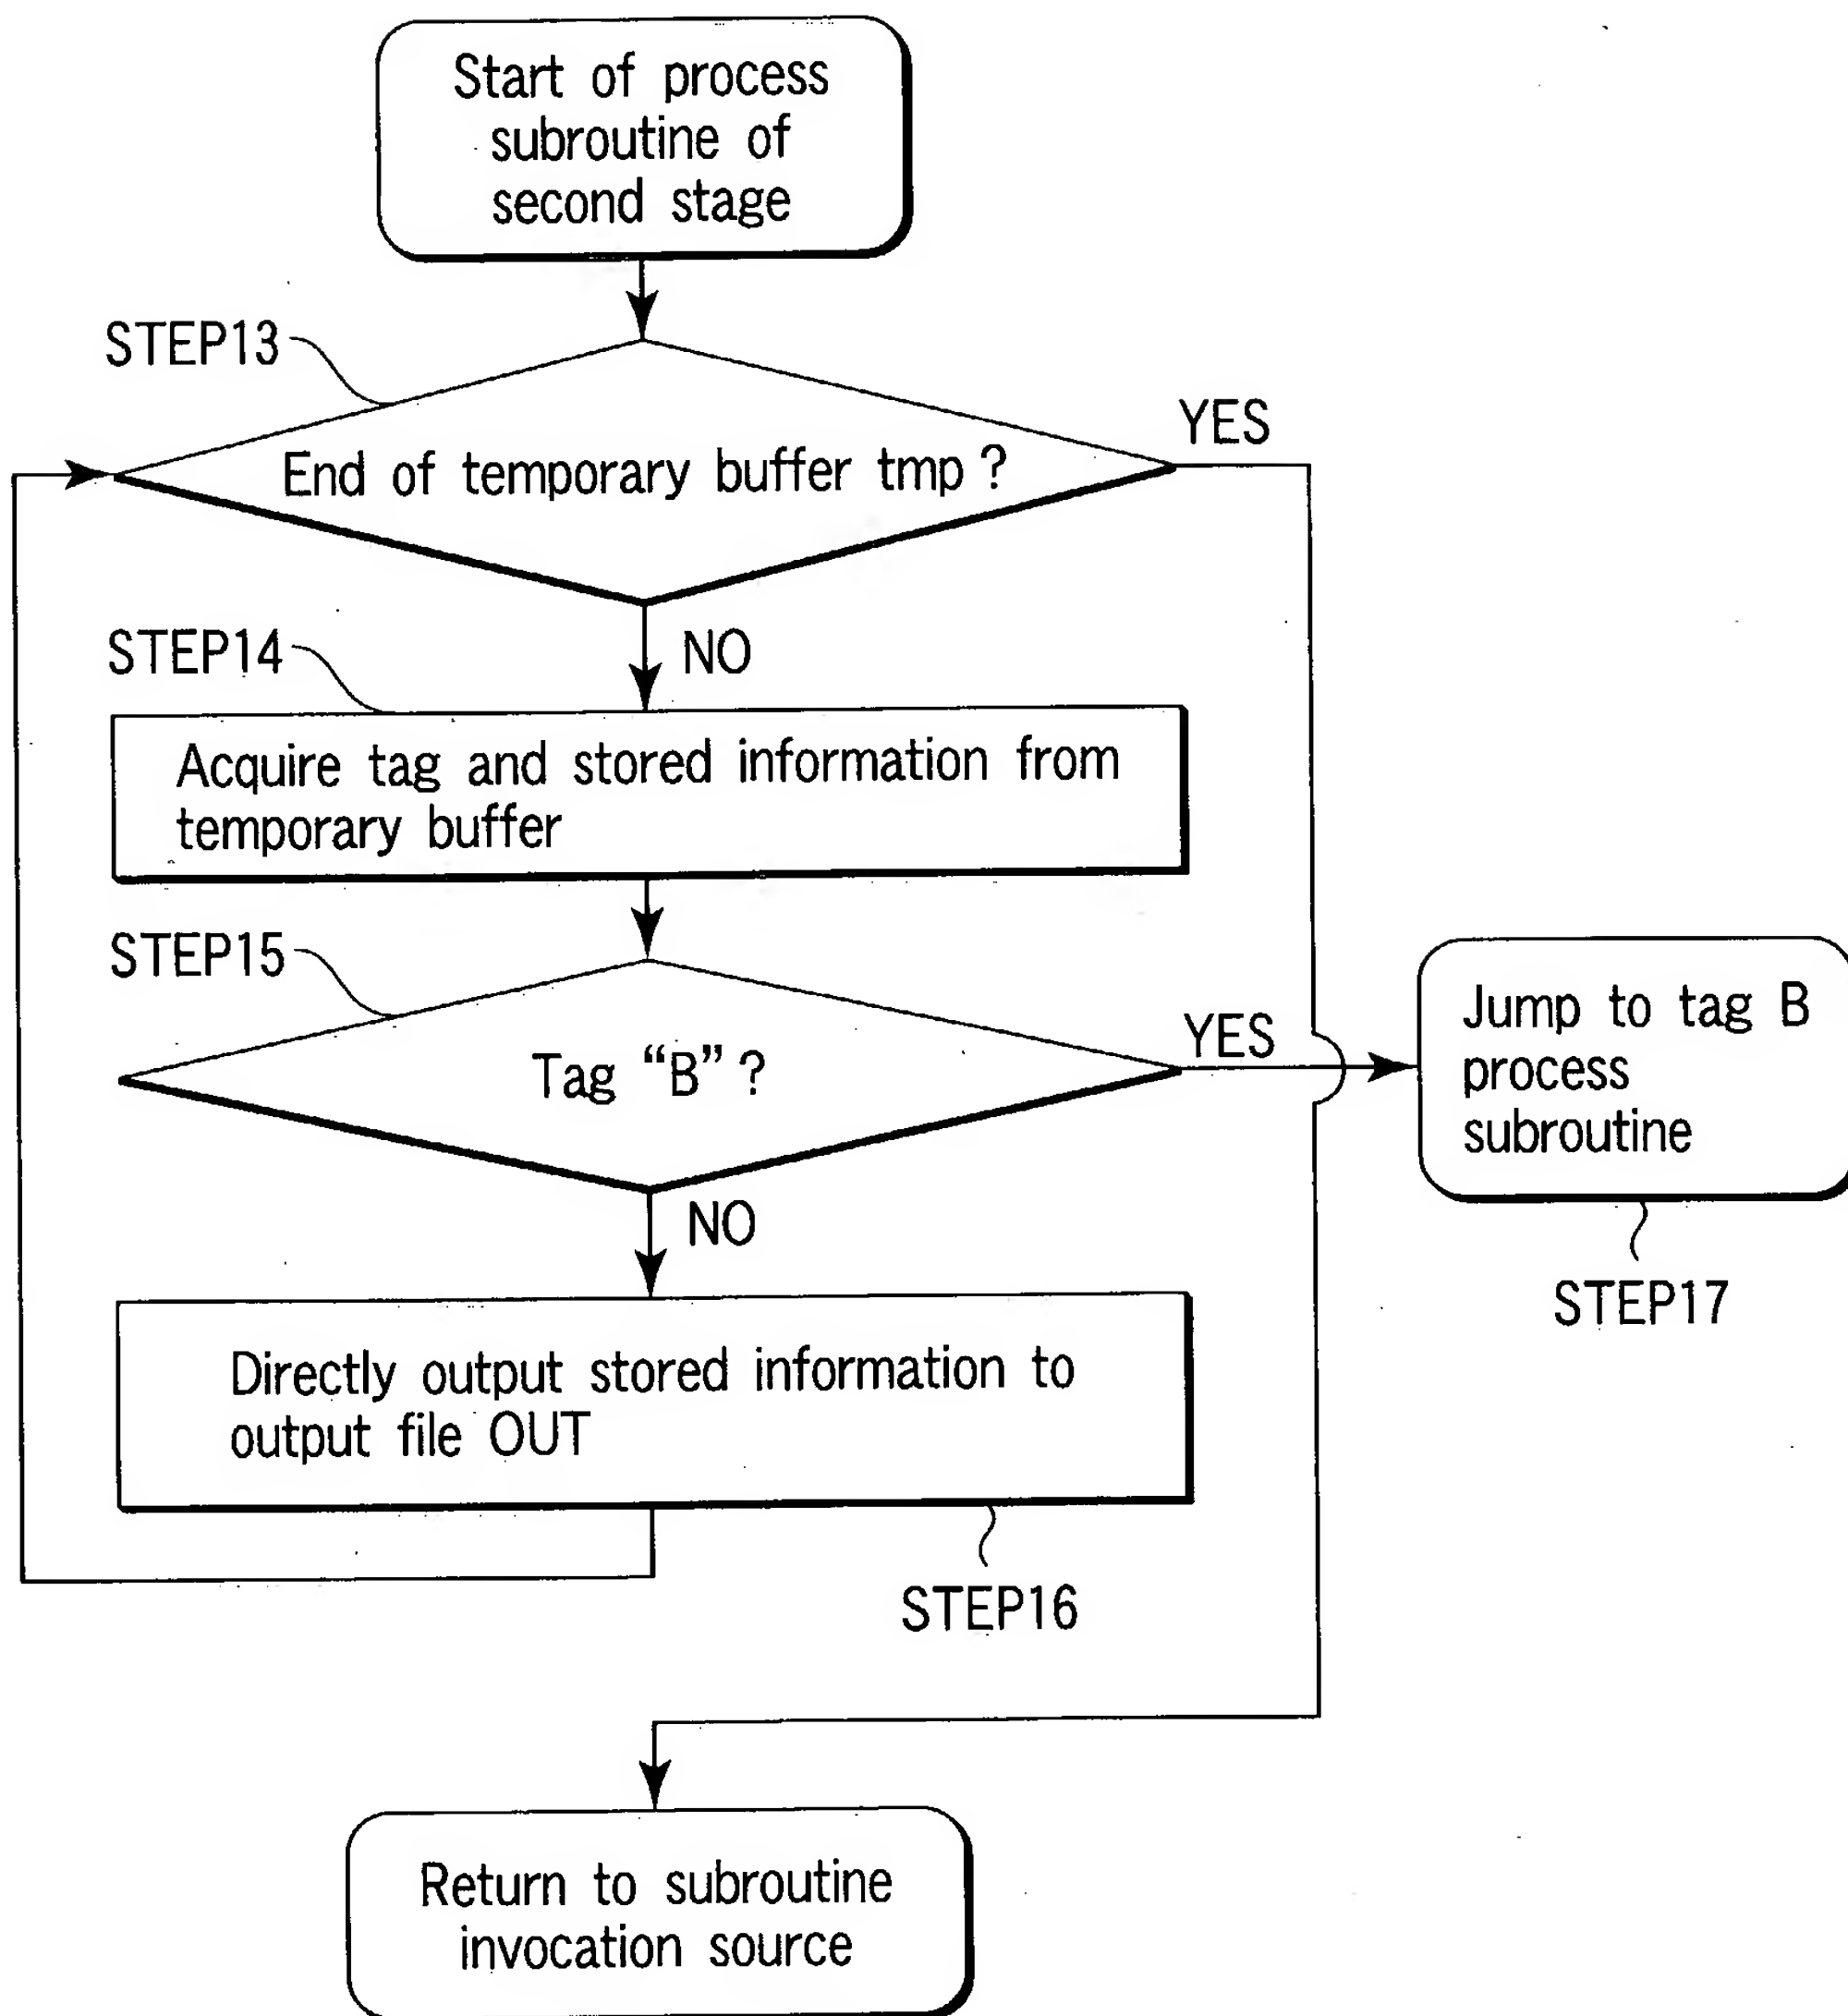 Start of process
subroutine of
second stage
STEP13
YES
End of temporary buffer tmp ?
NO
STEP14
Acquire tag and stored information from
temporary buffer
STEP15
YES
Tag “B” ?
Jump to tag B
process
subroutine
NO
STEP17
Directly output stored information to
output file OUT
STEP16
Return to subroutine
invocation source